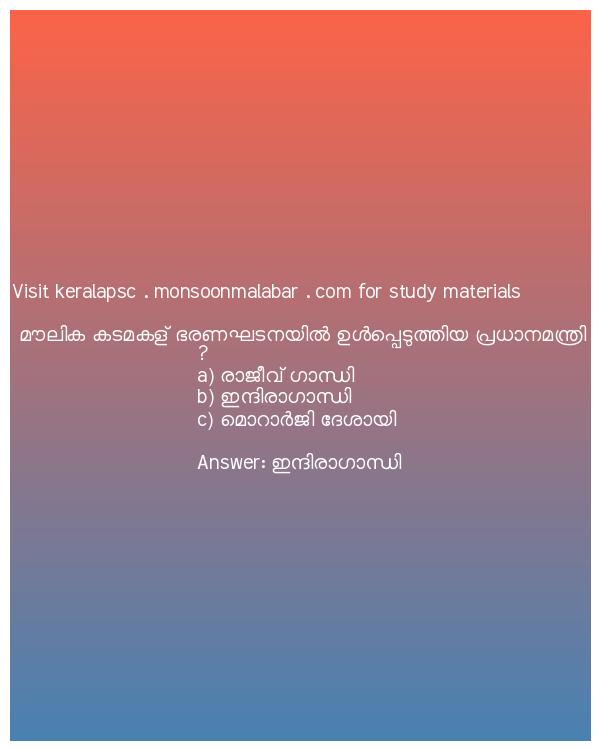 Visit keralapsc . monsoonmalabar . com for study materials
മൗലിക കടമകള് ഭരണഘടനയിൽ ഉൾപ്പെടുത്തിയ പ്രധാനമന്ത്രി
?
a) രാജീവ് ഗാന്ധി
b) ഇന്ദിരാഗാന്ധി
c) മൊറാർജി ദേശായി
Answer: ഇന്ദിരാഗാന്ധി